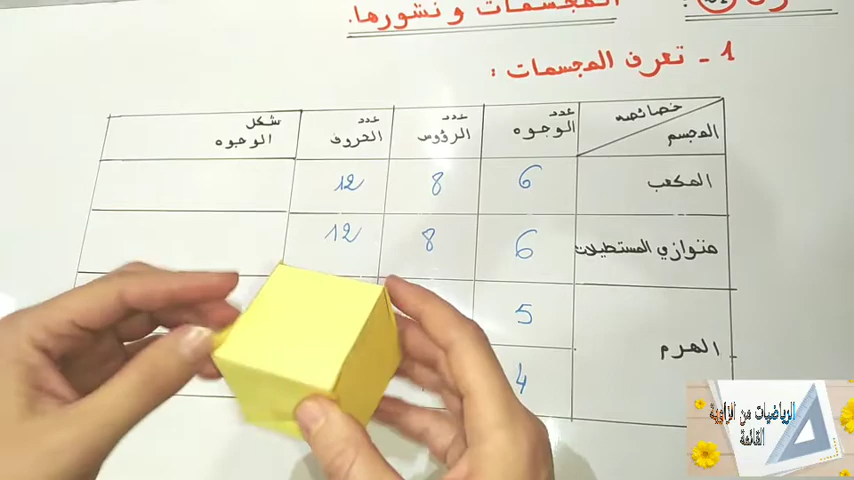 المجسمات و نشورها.
1 - تعرف المجسمات :
خصائصه
المجسم
عدد الوجوه
عدد الرؤوس
عدد الحروف
شكل الوجوه
المكعب
6
8
12
متوازي المستطيلات
6
8
12
الهرم
5
4
الرياضيات من الزاوية
القائمة